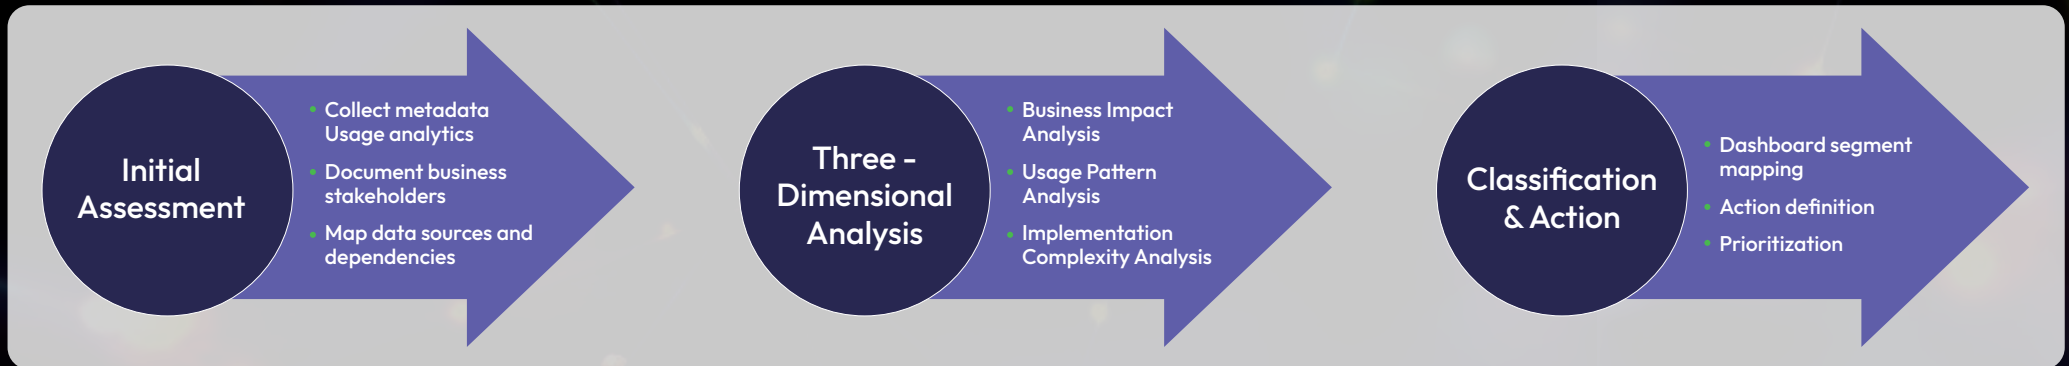 Initial
Assessment
• Collect metadata
Usage analytics
• Document business
stakeholders
• Map data sources and
dependencies
Three -
Dimensional
Analysis
• Business Impact
Analysis
• Usage Pattern
Analysis
• Implementation
Complexity Analysis
Classification
& Action
• Dashboard segment
mapping
• Action definition
• Prioritization